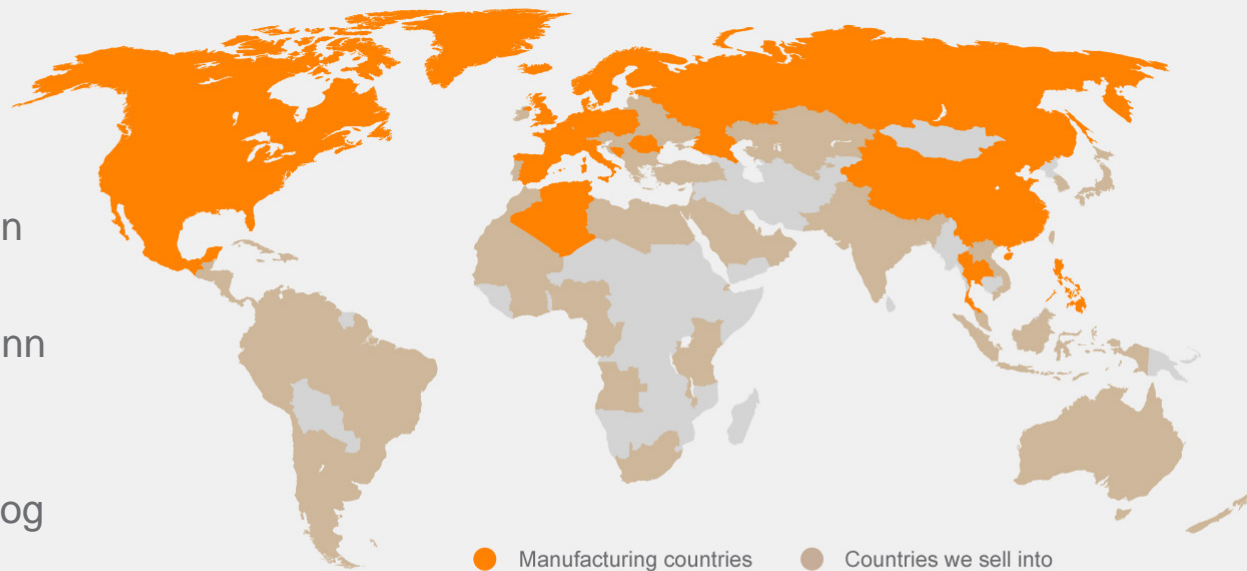 n
nn
og
Manufacturing countries
Countries we sell into